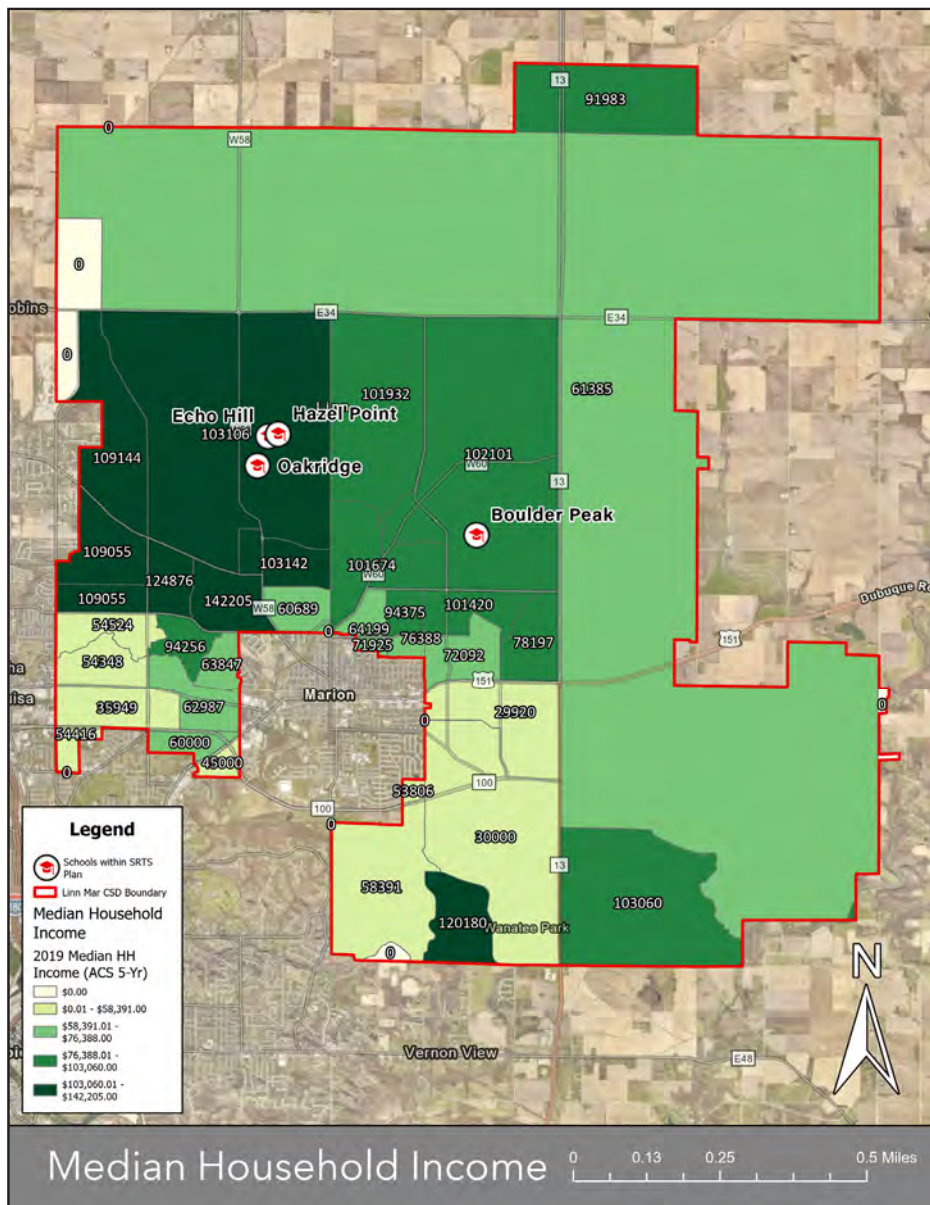 13
91983
0
W58
0
obins
E34
E34
0
101932
61385
Echo Hill
Hazel Point
103106
109144
Oakridge
102101
W60
13
Boulder Peak
109055
103142
101674
W60
124876
Dubuque Ro
109055
142205
W58
60689
94375
101420
54524
0
64199
94256
71925
76388
78197
151
54348
63847
72092
Marion
151
35949
62987
29920
0
0
54416
60000
45000
0
53806
100
100
0
30000
13
58391
103060
120180
Wanatee Park
0
Vernon View
E48
Legend
Schools within SRTS
Plan
Linn Mar CSD Boundary
Median Household
Income
2019 Median HH
Income (ACS 5-Yr)
$0.00
$0.01 - $58,391.00
$58,391.01 -
$76,388.00
$76,388.01 -
$103,060.00
$103,060.01 -
$142,205.00
N
Median Household Income
0 0.13 0.25 0.5 Miles